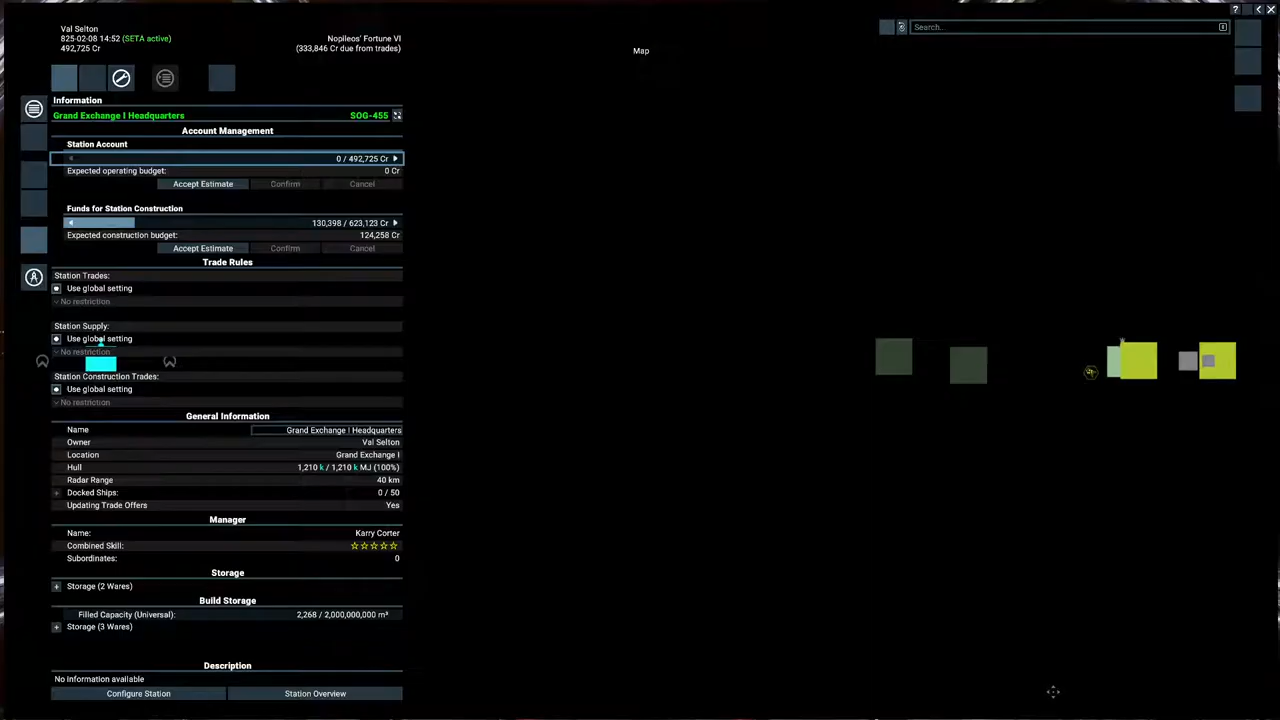 Val Selton
825-02-08 14:52 (SETA active)
492,725 Cr
Nopileos' Fortune VI
(333,846 Cr due from trades)
Map
Search...
Information
Grand Exchange I Headquarters SOG-455
Account Management
Station Account
0 / 492,725 Cr
Expected operating budget: 0 Cr
Accept Estimate Confirm Cancel
Funds for Station Construction
130,398 / 623,123 Cr
Expected construction budget: 124,258 Cr
Accept Estimate Confirm Cancel
Trade Rules
Station Trades:
Use global setting
No restriction
Station Supply:
Use global setting
No restriction
Station Construction Trades:
Use global setting
No restriction
General Information
Name Grand Exchange I Headquarters
Owner Val Selton
Location Grand Exchange I
Hull 1,210 k / 1,210 k MJ (100%)
Radar Range 40 km
Docked Ships: 0 / 50
Updating Trade Offers Yes
Manager
Name: Karry Corter
Combined Skill: ☆☆☆☆☆
Subordinates: 0
Storage
Storage (2 Wares)
Build Storage
Filled Capacity (Universal): 2,268 / 2,000,000,000 m³
Storage (3 Wares)
Description
No information available
Configure Station Station Overview